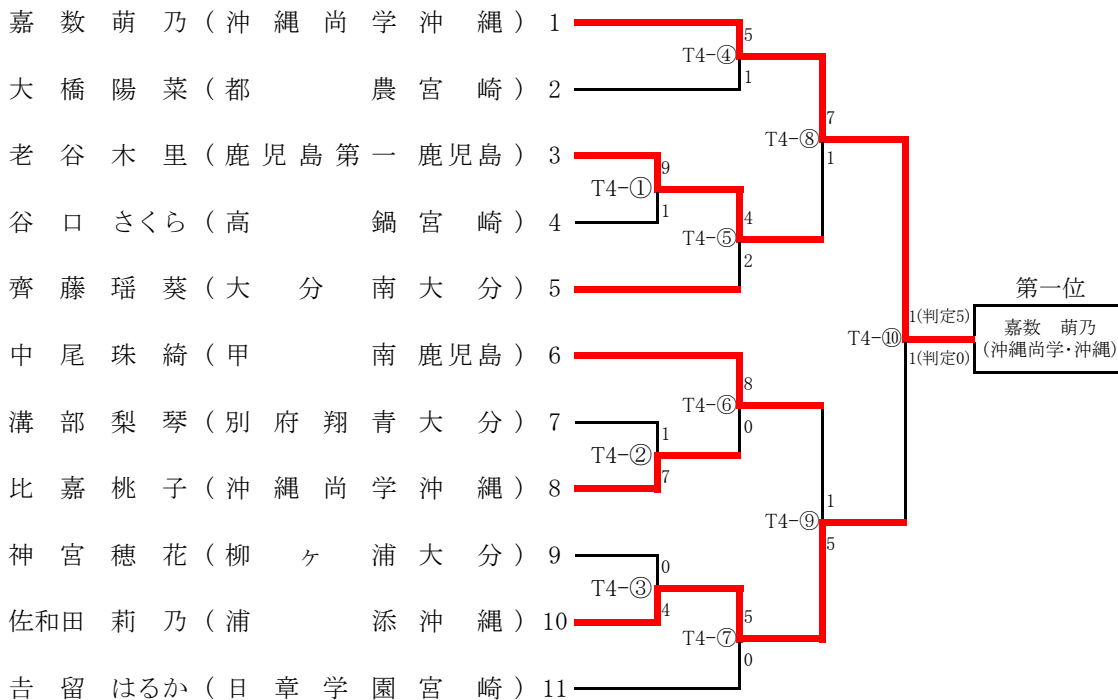 嘉数萌乃(沖縄尚学沖縄)1
大橋陽菜(都農宮崎)2
老谷木里(鹿児島第一鹿児島)3
谷口さくら(高鍋宮崎)4
齊藤瑶葵(大分南大分)5
中尾珠綺(甲南鹿児島)6
溝部梨琴(別府翔青大分)7
比嘉桃子(沖縄尚学沖縄)8
神宮穂花(柳ヶ浦大分)9
佐和田莉乃(浦添沖縄)10
吉留はるか(日章学園宮崎)11
9
T4-①
1
1
T4-②
7
0
T4-③
4
5
T4-④
1
4
T4-⑤
2
8
T4-⑥
0
5
T4-⑦
0
7
T4-⑧
1
1
T4-⑨
5
1(判定5)
T4-⑩
1(判定0)
第一位
嘉数 萌乃
(沖縄尚学・沖縄)